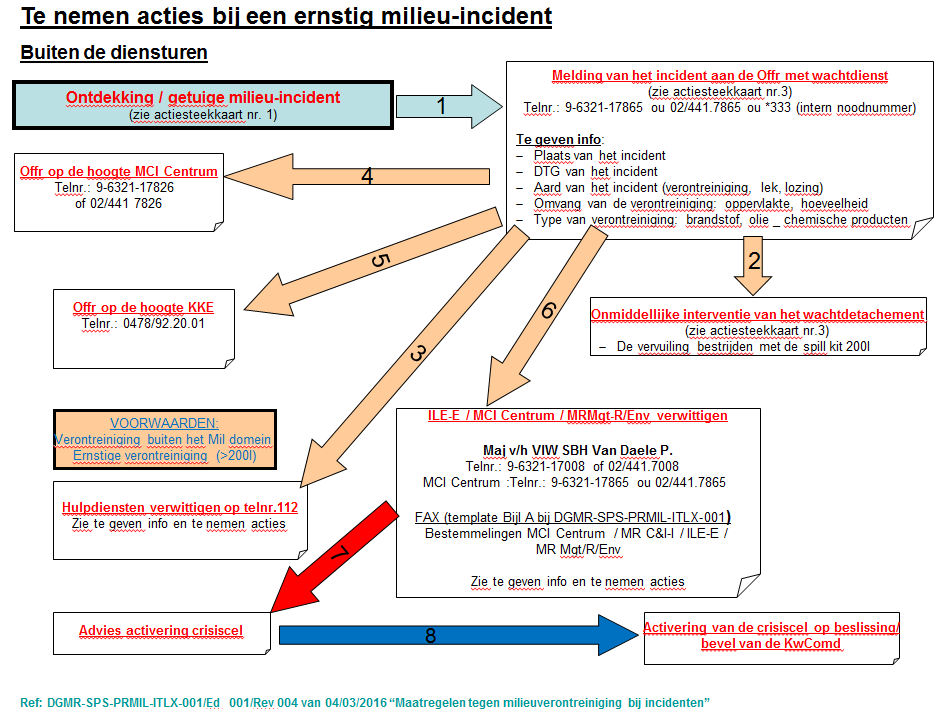 Te nemen acties bij een ernstig milieu-incident
Buiten de diensturen
Ontdekking / getuige milieu-incident
(zie actiesteekkaart nr. 1)
1
Melding van het incident aan de Offr met wachtdienst
(zie actiesteekkaart nr.3)
Telnr.: 9-6321-17865 ou 02/441.7865 ou *333 (intern noodnummer)
Te geven info:
– Plaats van het incident
– DTG van het incident
– Aard van het incident (verontreiniging, lek, lozing)
– Omvang van de verontreiniging: oppervlakte, hoeveelheid
– Type van verontreiniging: brandstof, olie _ chemische producten
4
Offr op de hoogte MCI Centrum
Telnr.: 9-6321-17826
of 02/441 7826
5
Offr op de hoogte KKE
Telnr.: 0478/92.20.01
3
6
2
Onmiddelllijke interventie van het wachtdetachement
(zie actiesteekkaart nr.3)
– De vervuiling bestrijden met de spill kit 200l
VOORWAARDEN:
Verontreiniging buiten het Mil domein
Ernstige verontreiniging (>200l)
Hulpdiensten verwittigen op telnr.112
Zie te geven info en te nemen acties
ILE-E / MCI Centrum / MRMgt-R/Env verwittigen
Maj v/h VIW SBH Van Daele P.
Telnr.: 9-6321-17008 of 02/441.7008
MCI Centrum :Telnr.: 9-6321-17865 ou 02/441.7865
FAX (template Bijl A bij DGMR-SPS-PRMIL-ITLX-001)
Bestemmelingen MCI Centrum / MR C&I-I / ILE-E /
MR Mgt/R/Env
Zie te geven info en te nemen acties
7
Advies activering crisiscel
8
Activering van de crisiscel op beslissing/
bevel van de KwComd
Ref: DGMR-SPS-PRMIL-ITLX-001/Ed 001/Rev 004 van 04/03/2016 “Maatregelen tegen milieuverontreiniging bij incidenten”